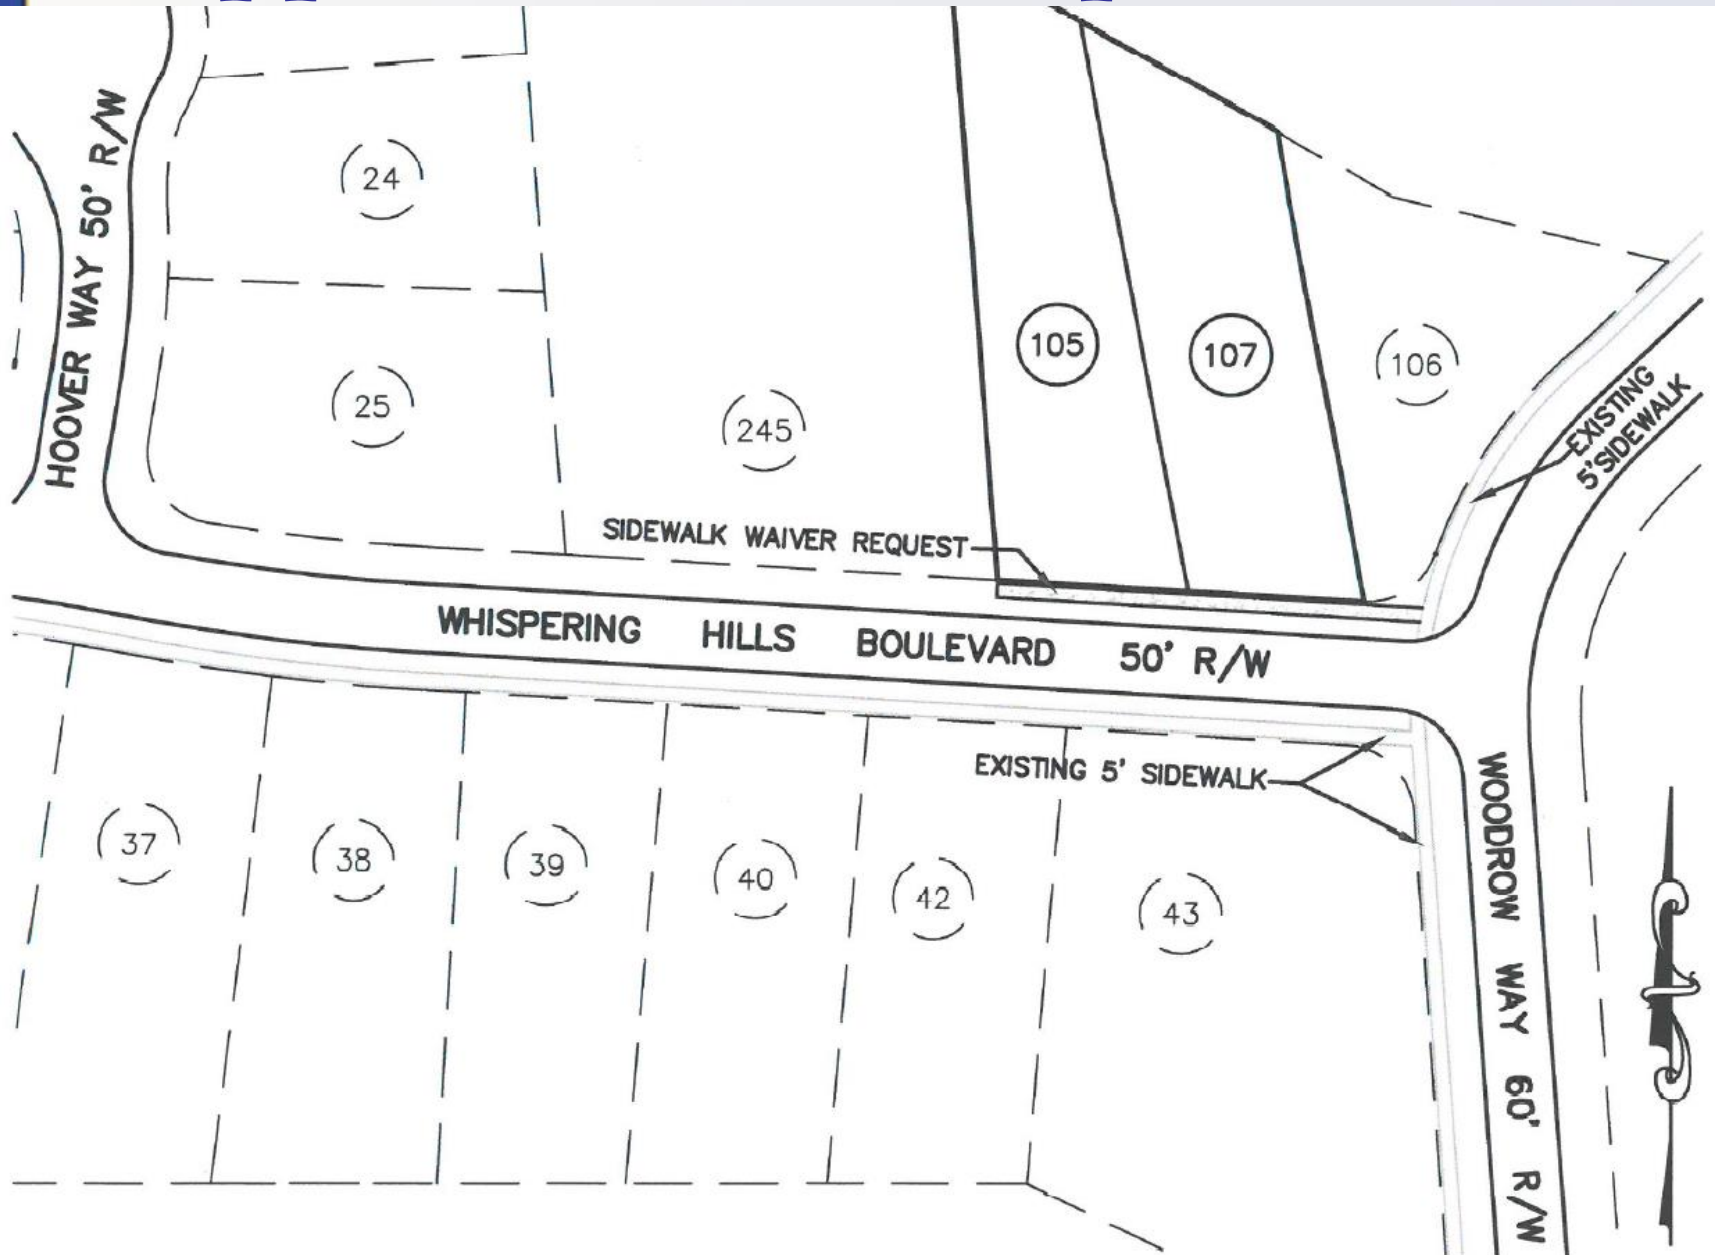 HOOVER WAY 50' R/W
24
25
245
105
107
106
EXISTING
5'SIDEWALK
SIDEWALK WAIVER REQUEST
WHISPERING HILLS BOULEVARD 50' R/W
EXISTING 5' SIDEWALK
37
38
39
40
42
43
WOODROW WAY 60' R/W